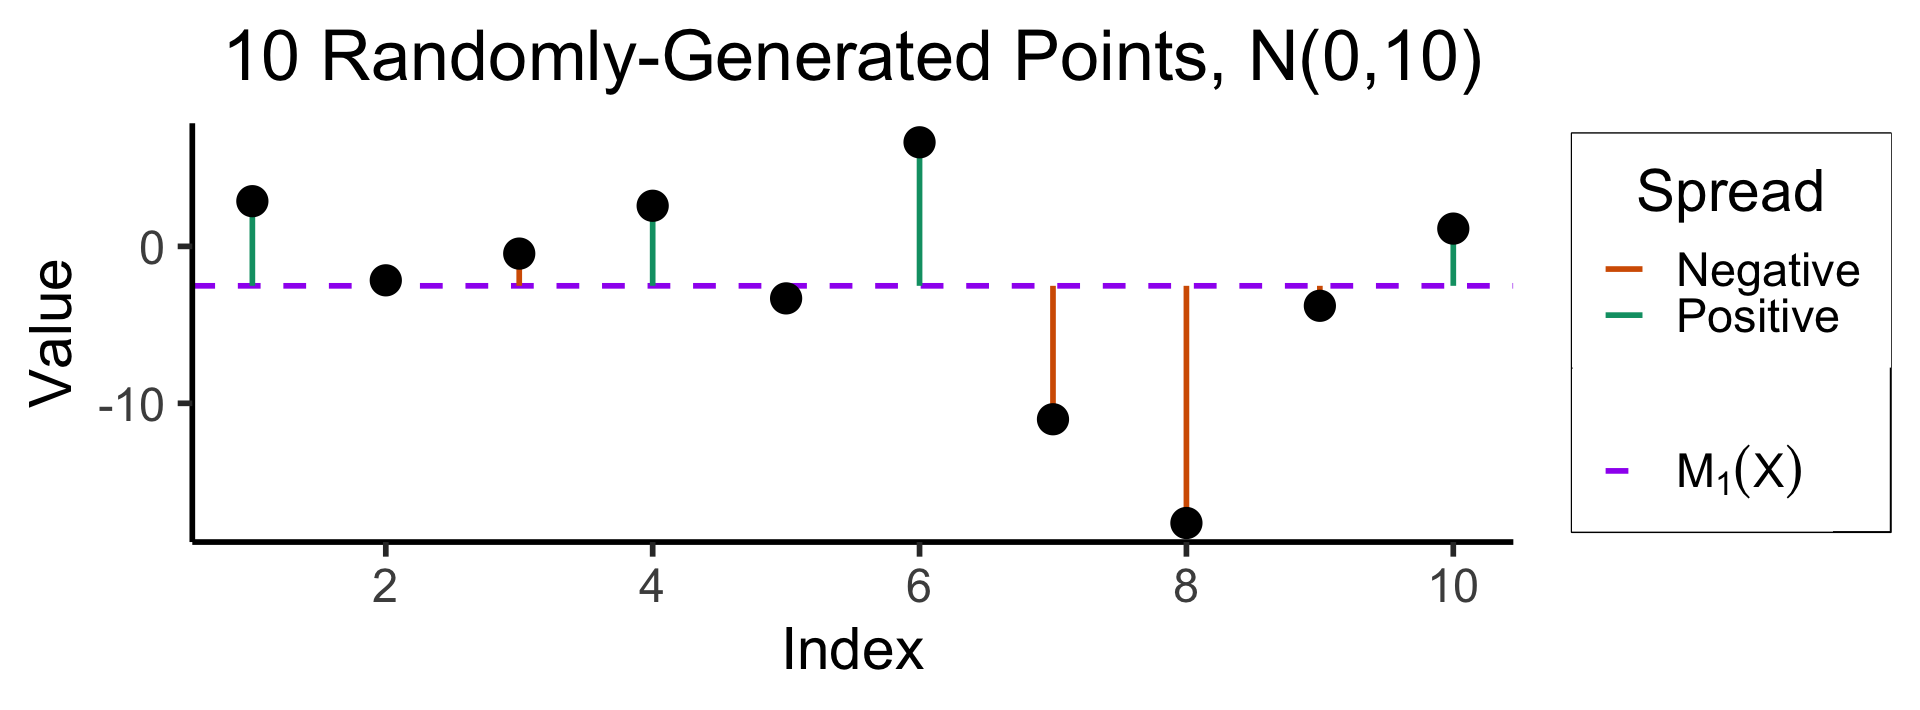 10 Randomly-Generated Points, N(0,10)
Value
0
-10
2 4 6 8 10
Index
Spread
Negative
Positive
M₁(X)